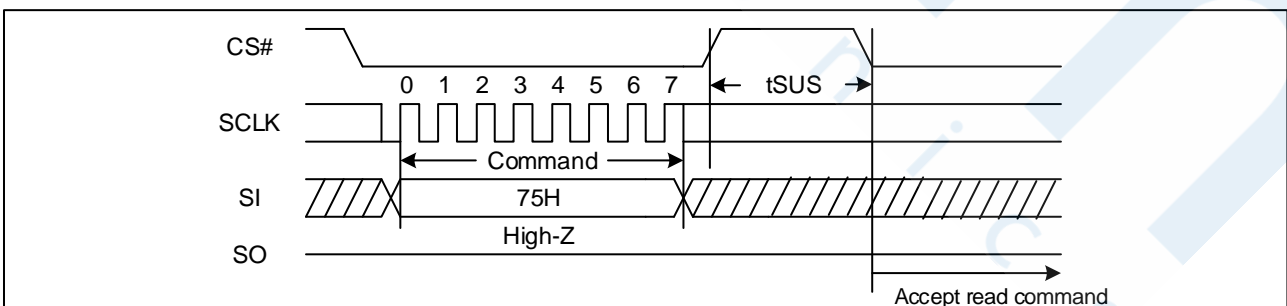 CS#
tSUS
0 1 2 3 4 5 6 7
SCLK
Command
SI
75H
High-Z
SO
Accept read command